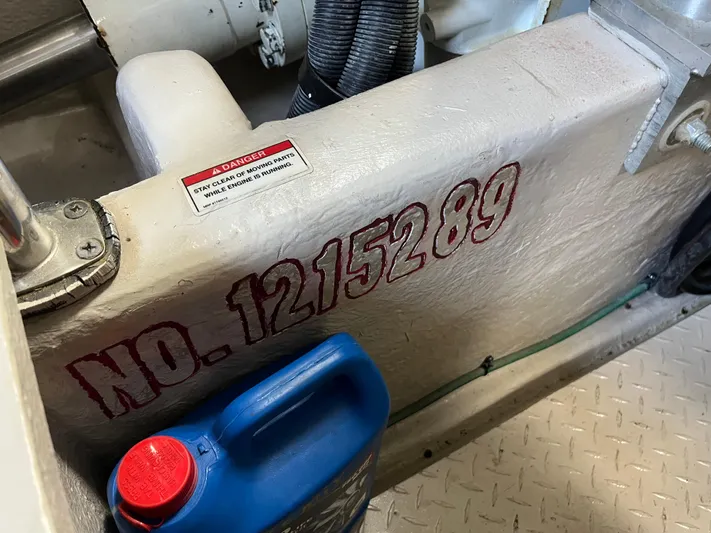 DANGER
STAY CLEAR OF MOVING PARTS
WHILE ENGINE IS RUNNING.
NO. 1215289